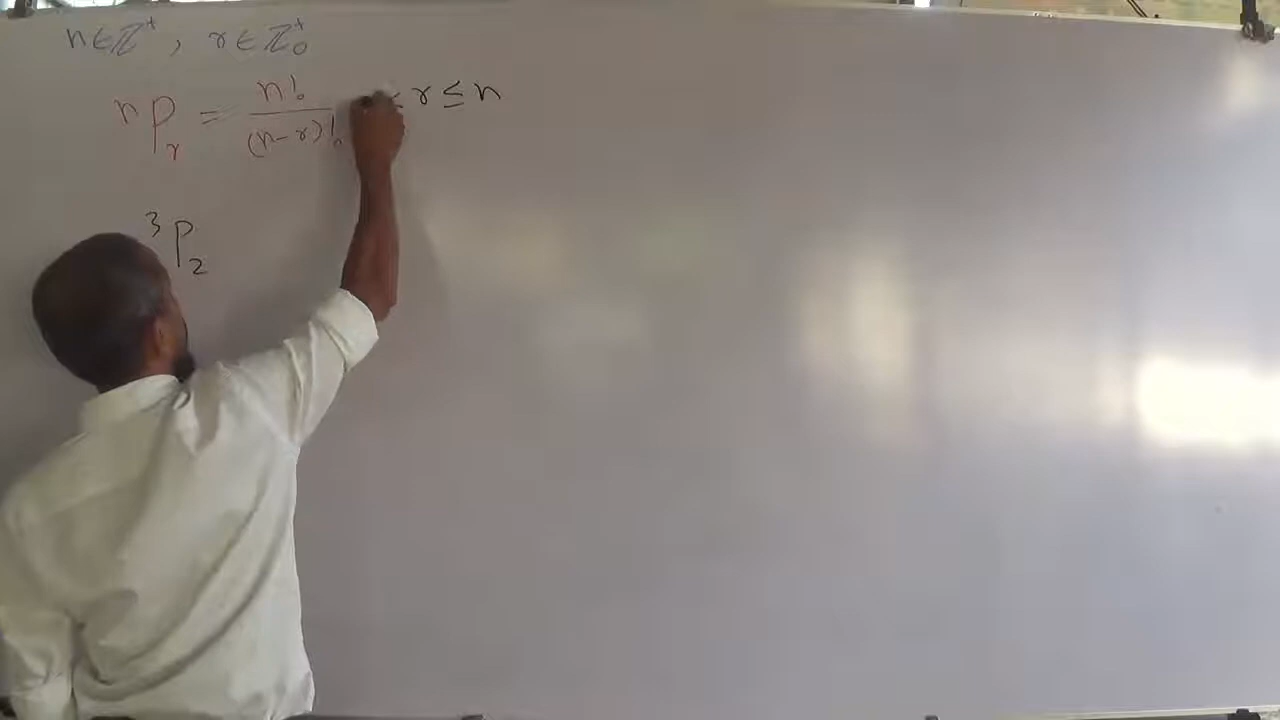 n∈ℤ⁺, r∈ℤ₀⁺
ⁿPᵣ = n!/(n-r)! r ≤ n
³P₂